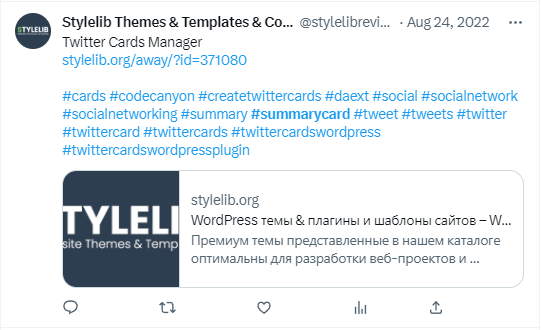 STYLELIB
Stylelib Themes & Templates & Co... @stylelibrevi... · Aug 24, 2022 ...
Twitter Cards Manager
stylelib.org/away/?id=371080
#cards #codecanyon #createtwittercards #daext #social #socialnetwork
#socialnetworking #summary #summarycard #tweet #tweets #twitter
#twittercard #twittercards #twittercardswordpress
#twittercardswordpressplugin
TYLELI
site Themes & Temp
stylelib.org
WordPress темы & плагины и шаблоны сайтов – W...
Премиум темы представленные в нашем каталоге
оптимальны для разработки веб-проектов и ...